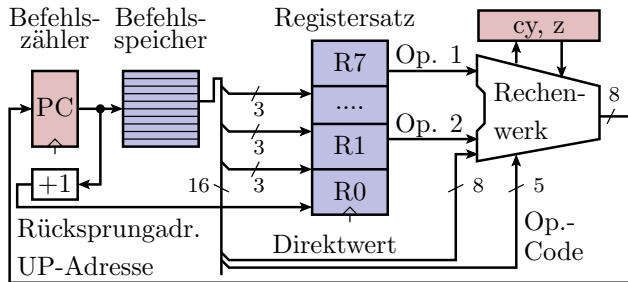 Befehls-
zähler
Befehls-
speicher
Registersatz
cy, z
PC
R7
....
R1
R0
Op. 1
Op. 2
Rechen-
werk
8
3
3
3
+1
16
8
5
Rücksprungadr.
UP-Adresse
Direktwert
Op.-
Code